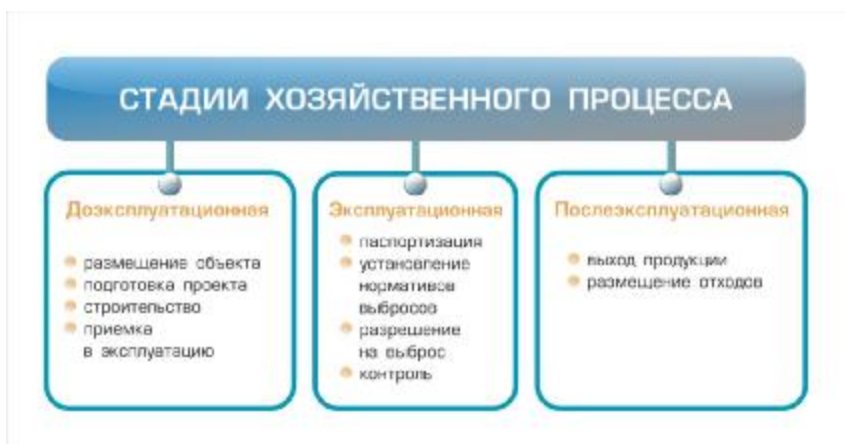 СТАДИИ ХОЗЯЙСТВЕННОГО ПРОЦЕССА
Доэксплуатационная
размещение объекта
подготовка проекта
строительство
приемка
в эксплуатацию
Эксплуатационная
паспортизация
установление
нормативов
выбросов
разрешение
на выброс
контроль
Послеэксплуатационная
выход продукции
размещение отходов